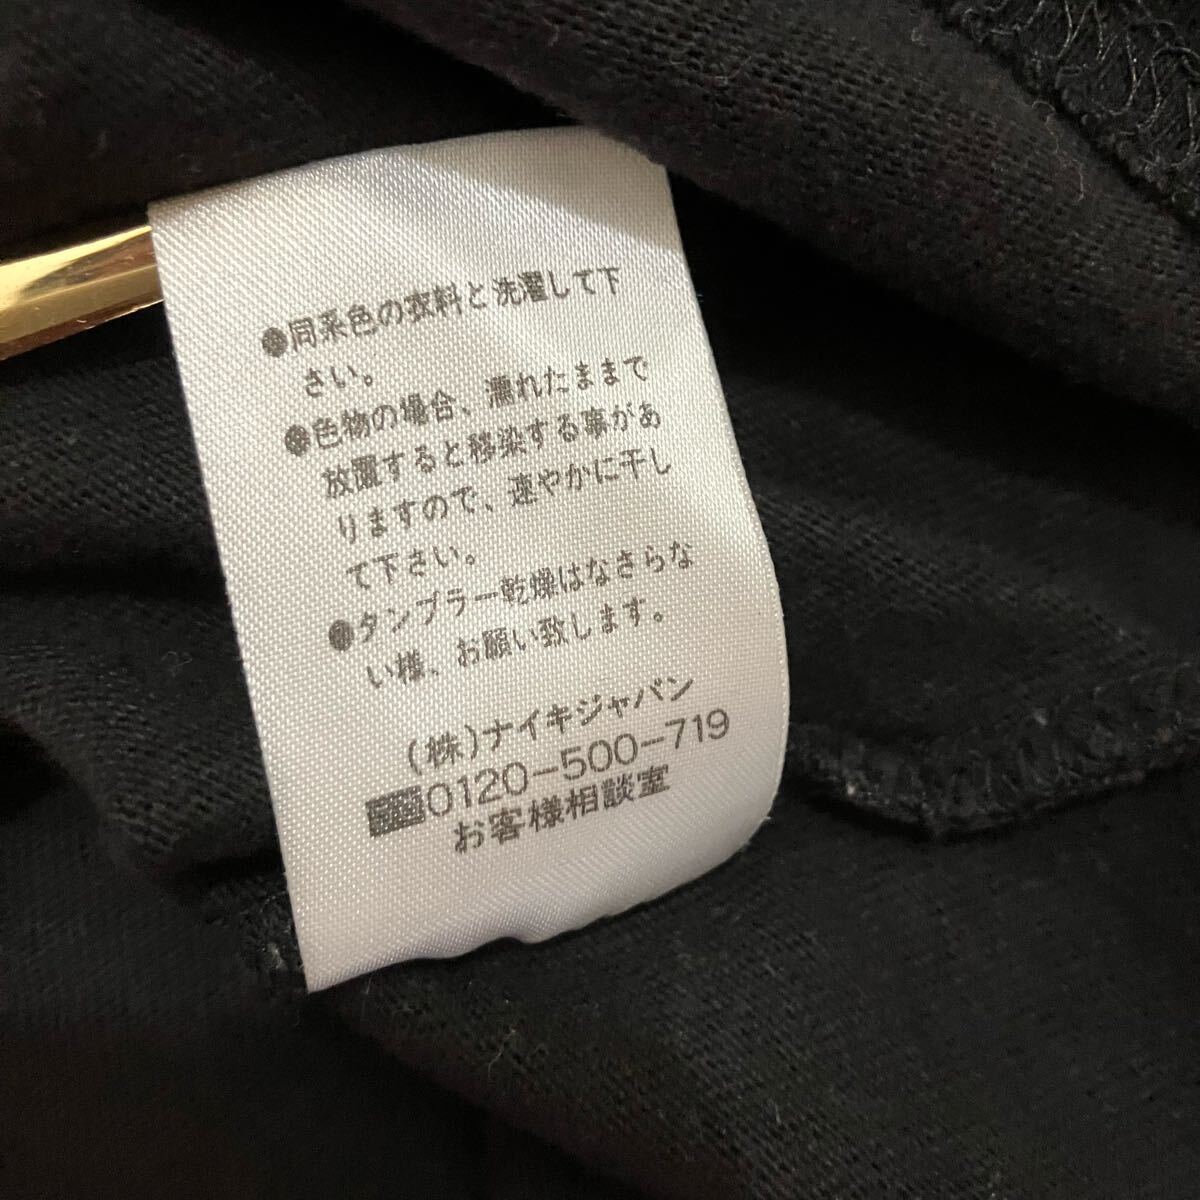 ●同系色の衣料と洗濯して下
さい。
●色物の場合、濡れたままで
放置すると移染する事があ
りますので、速やかに干し
て下さい。
●タンブラー乾燥はなさらな
い様、お願い致します。
(株)ナイキジャパン
0120-500-719
お客様相談室